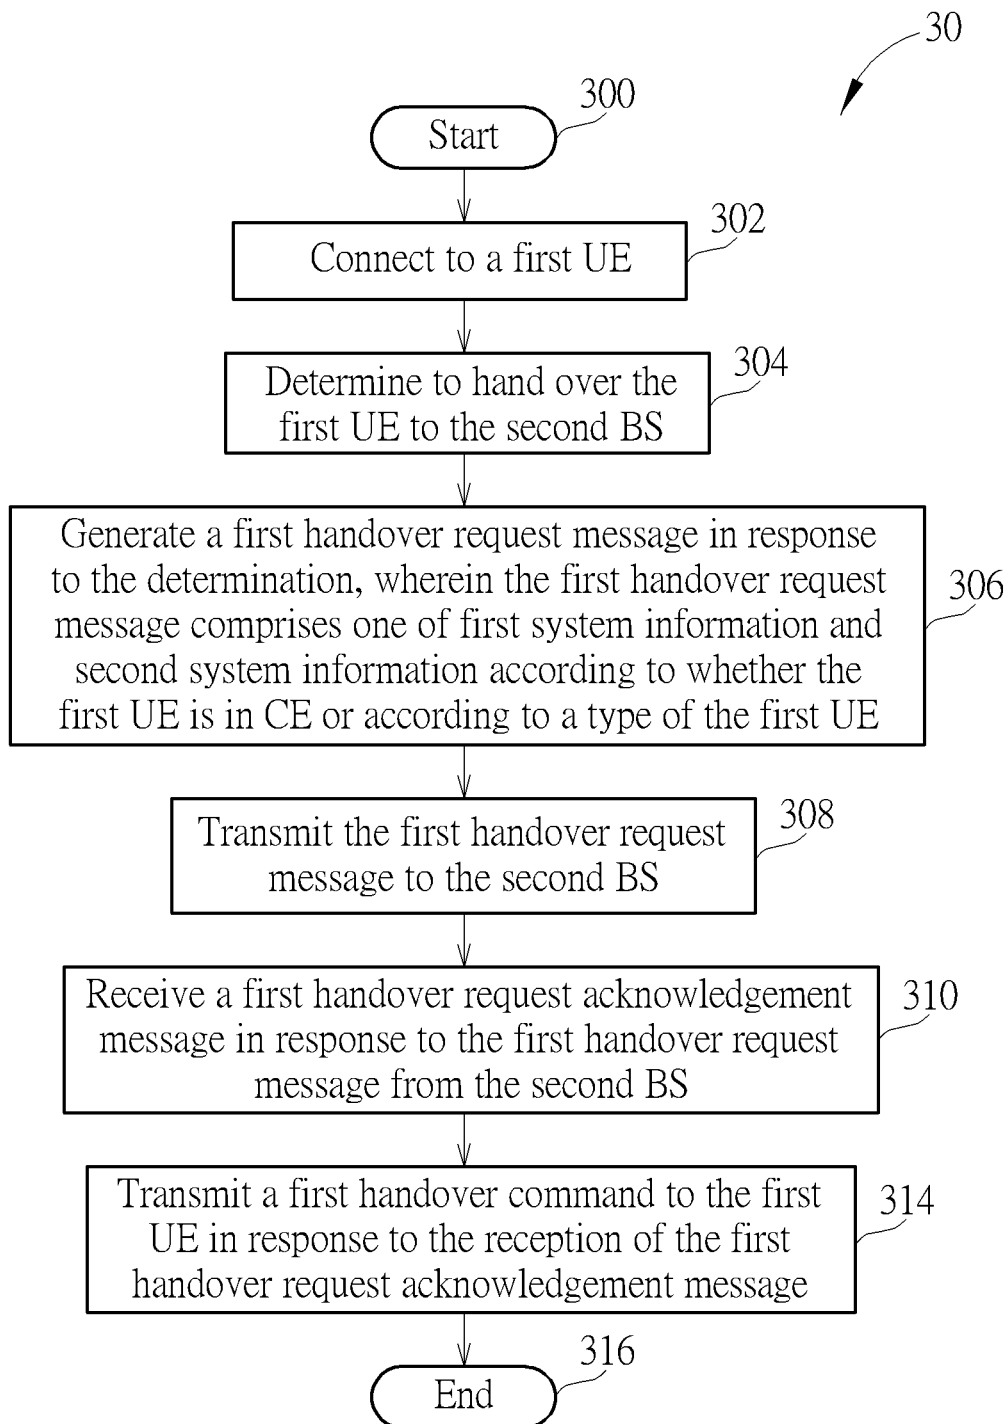 30
300
Start
302
Connect to a first UE
304
Determine to hand over the
first UE to the second BS
306
Generate a first handover request message in response
to the determination, wherein the first handover request
message comprises one of first system information and
second system information according to whether the
first UE is in CE or according to a type of the first UE
308
Transmit the first handover request
message to the second BS
310
Receive a first handover request acknowledgement
message in response to the first handover request
message from the second BS
314
Transmit a first handover command to the first
UE in response to the reception of the first
handover request acknowledgement message
316
End